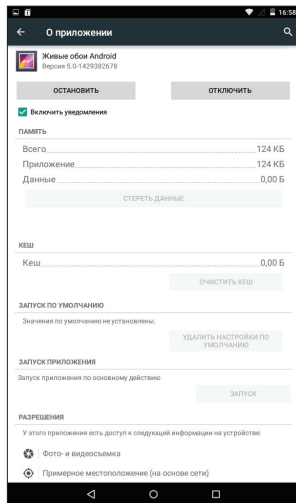 16:58
О приложении
Живые обои Android
Версия 5.0-1429382678
ОСТАНОВИТЬ ОТКЛЮЧИТЬ
Включить уведомления
ПАМЯТЬ
Всего 124 КБ
Приложение 124 КБ
Данные 0,00 Б
СТЕРЕТЬ ДАННЫЕ
КЕШ
Кеш 0,00 Б
ОЧИСТИТЬ КЕШ
ЗАПУСК ПО УМОЛЧАНИЮ
Значения по умолчанию не установлены.
УДАЛИТЬ НАСТРОЙКИ ПО
УМОЛЧАНИЮ
ЗАПУСК ПРИЛОЖЕНИЯ
Запуск приложения по основному действию
ЗАПУСК
РАЗРЕШЕНИЯ
У этого приложения есть доступ к следующей информации на устройстве:
Фото- и видеосъемка
Примерное местоположение (на основе сети)